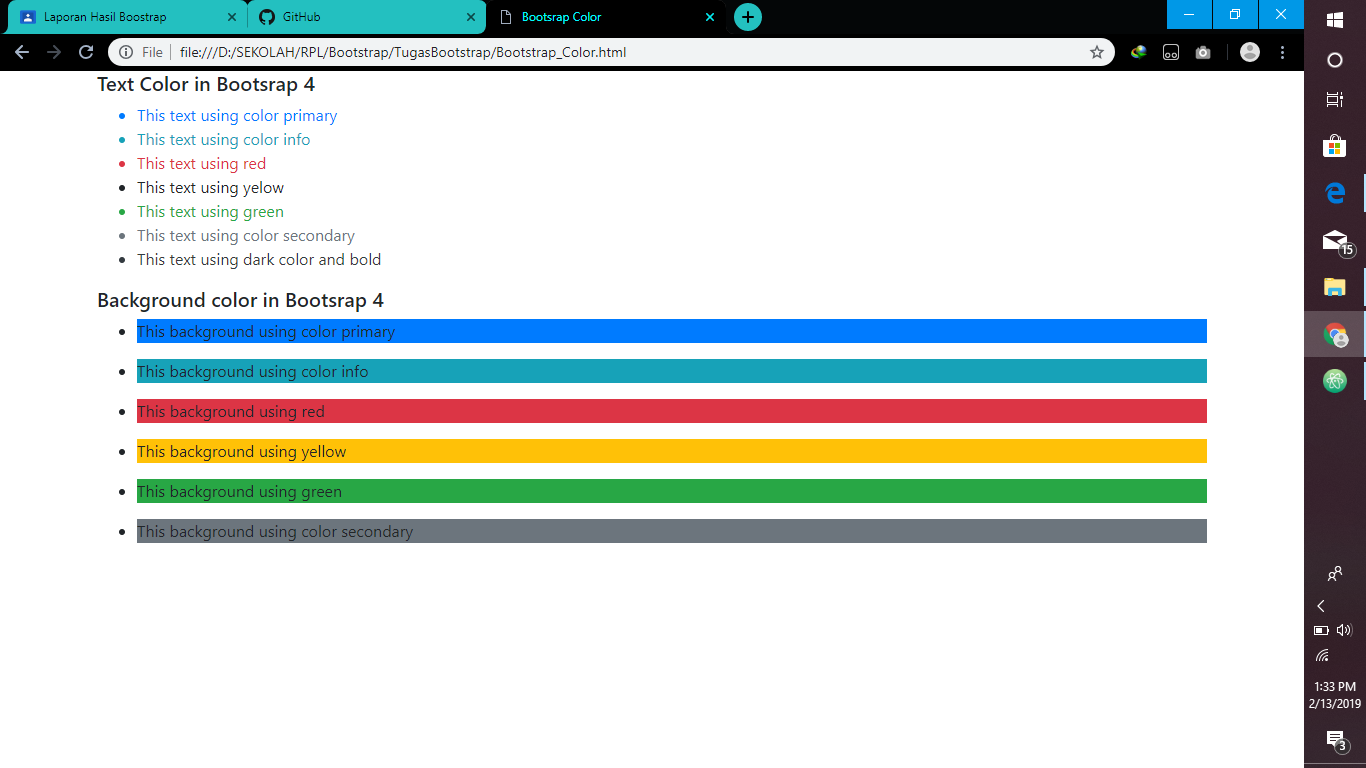 Laporan Hasil Boostrap
GitHub
Bootsrap Color
File
file:///D:/SEKOLAH/RPL/Bootstrap/TugasBootstrap/Bootstrap_Color.html
Text Color in Bootsrap 4
This text using color primary
This text using color info
This text using red
This text using yelow
This text using green
This text using color secondary
This text using dark color and bold
Background color in Bootsrap 4
This background using color primary
This background using color info
This background using red
This background using yellow
This background using green
This background using color secondary
15
1:33 PM
2/13/2019
3